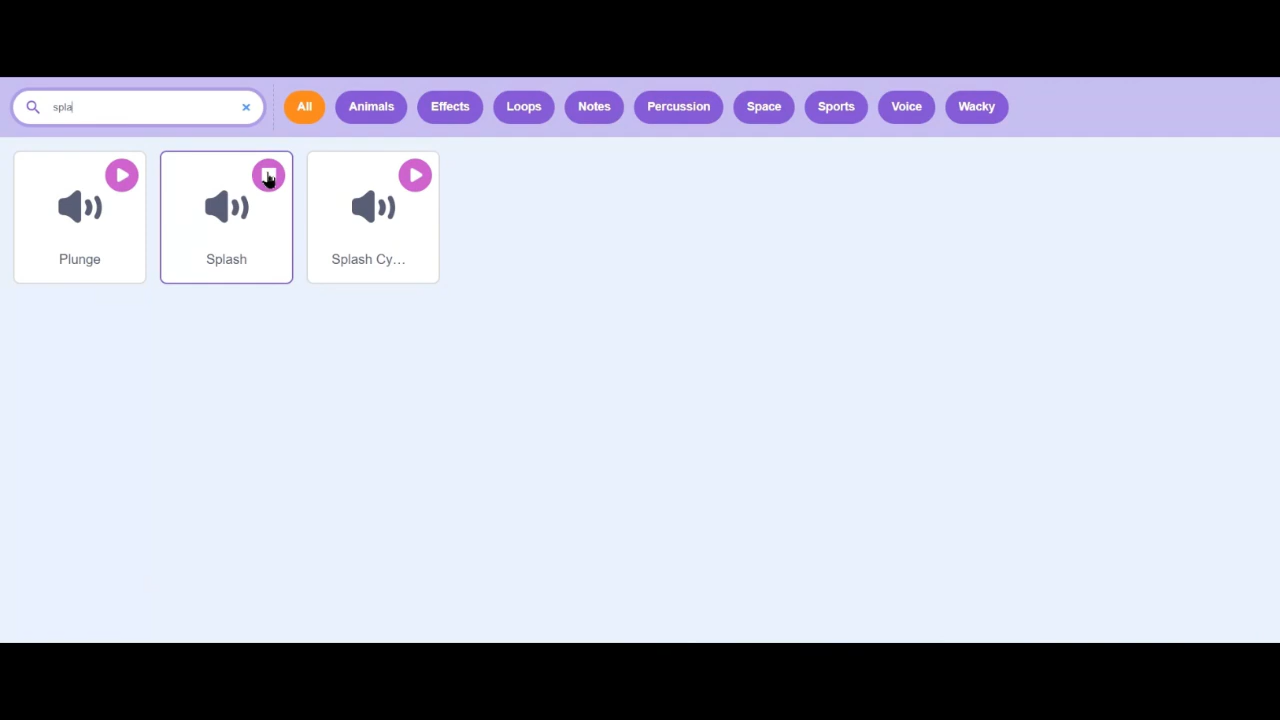 spla
All Animals Effects Loops Notes Percussion Space Sports Voice Wacky
Plunge Splash Splash Cy...